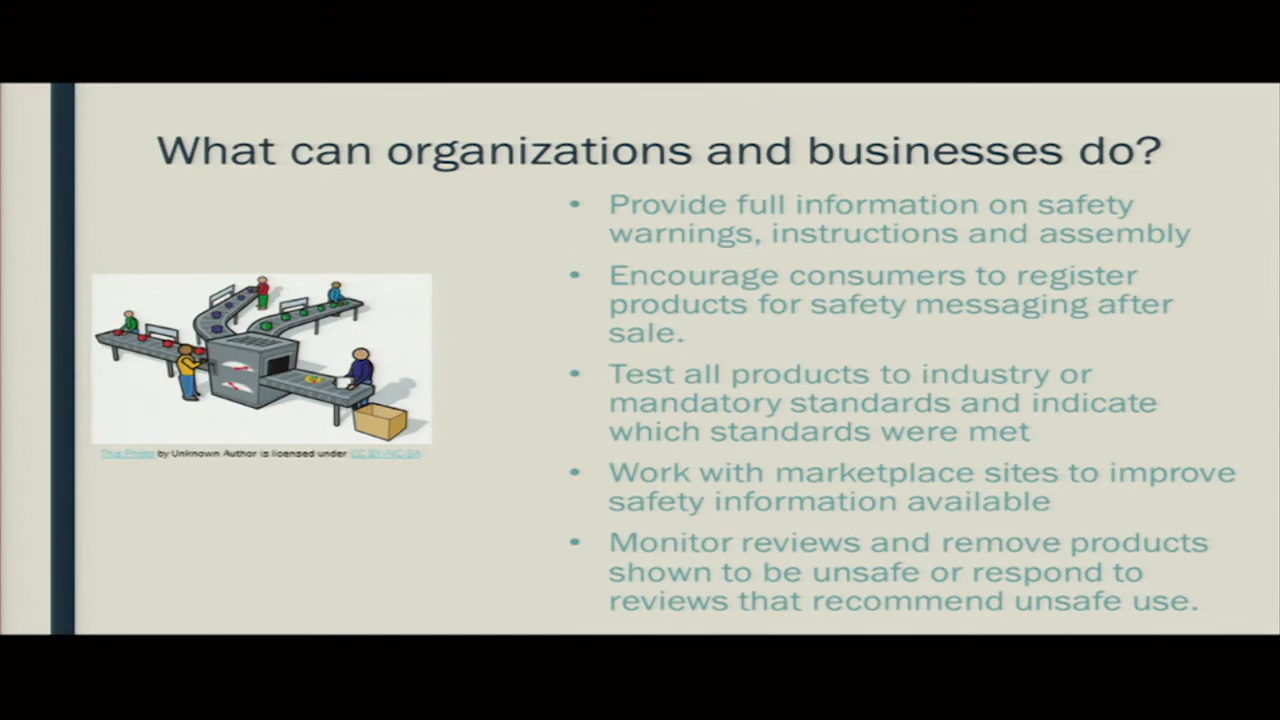 What can organizations and businesses do?
• Provide full information on safety
warnings, instructions and assembly
• Encourage consumers to register
products for safety messaging after
sale.
• Test all products to industry or
mandatory standards and indicate
which standards were met
• Work with marketplace sites to improve
safety information available
• Monitor reviews and remove products
shown to be unsafe or respond to
reviews that recommend unsafe use.
This Photo by Unknown Author is licensed under CC BY-NC-SA